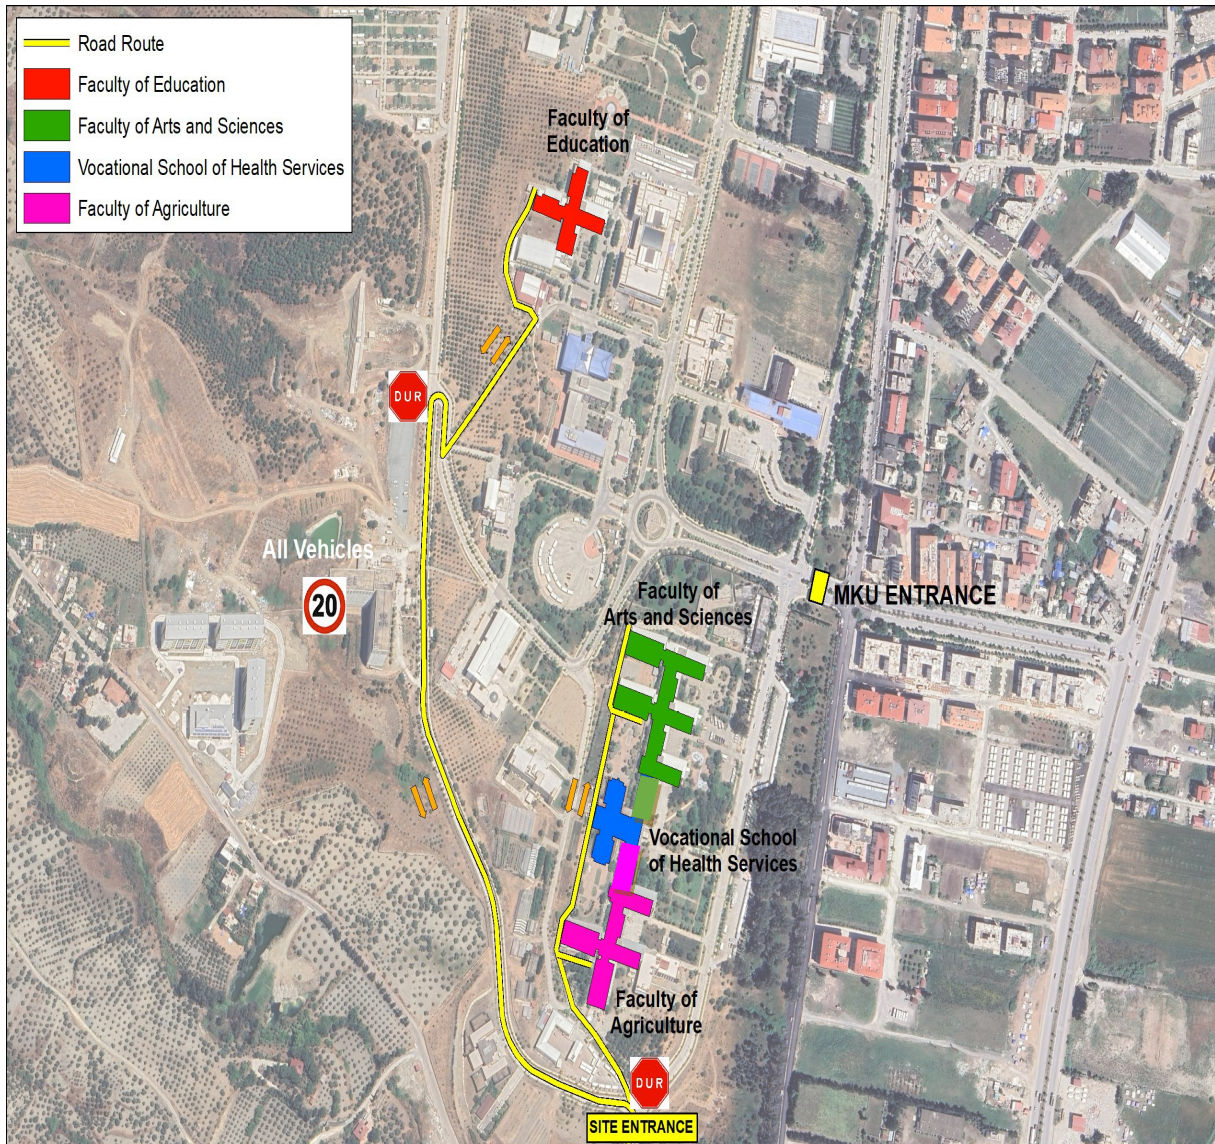 Road Route
Faculty of Education
Faculty of Arts and Sciences
Vocational School of Health Services
Faculty of Agriculture
Faculty of
Education
DUR
All Vehicles
20
MKU ENTRANCE
Faculty of
Arts and Sciences
Vocational School
of Health Services
Faculty of
Agriculture
DUR
SITE ENTRANCE